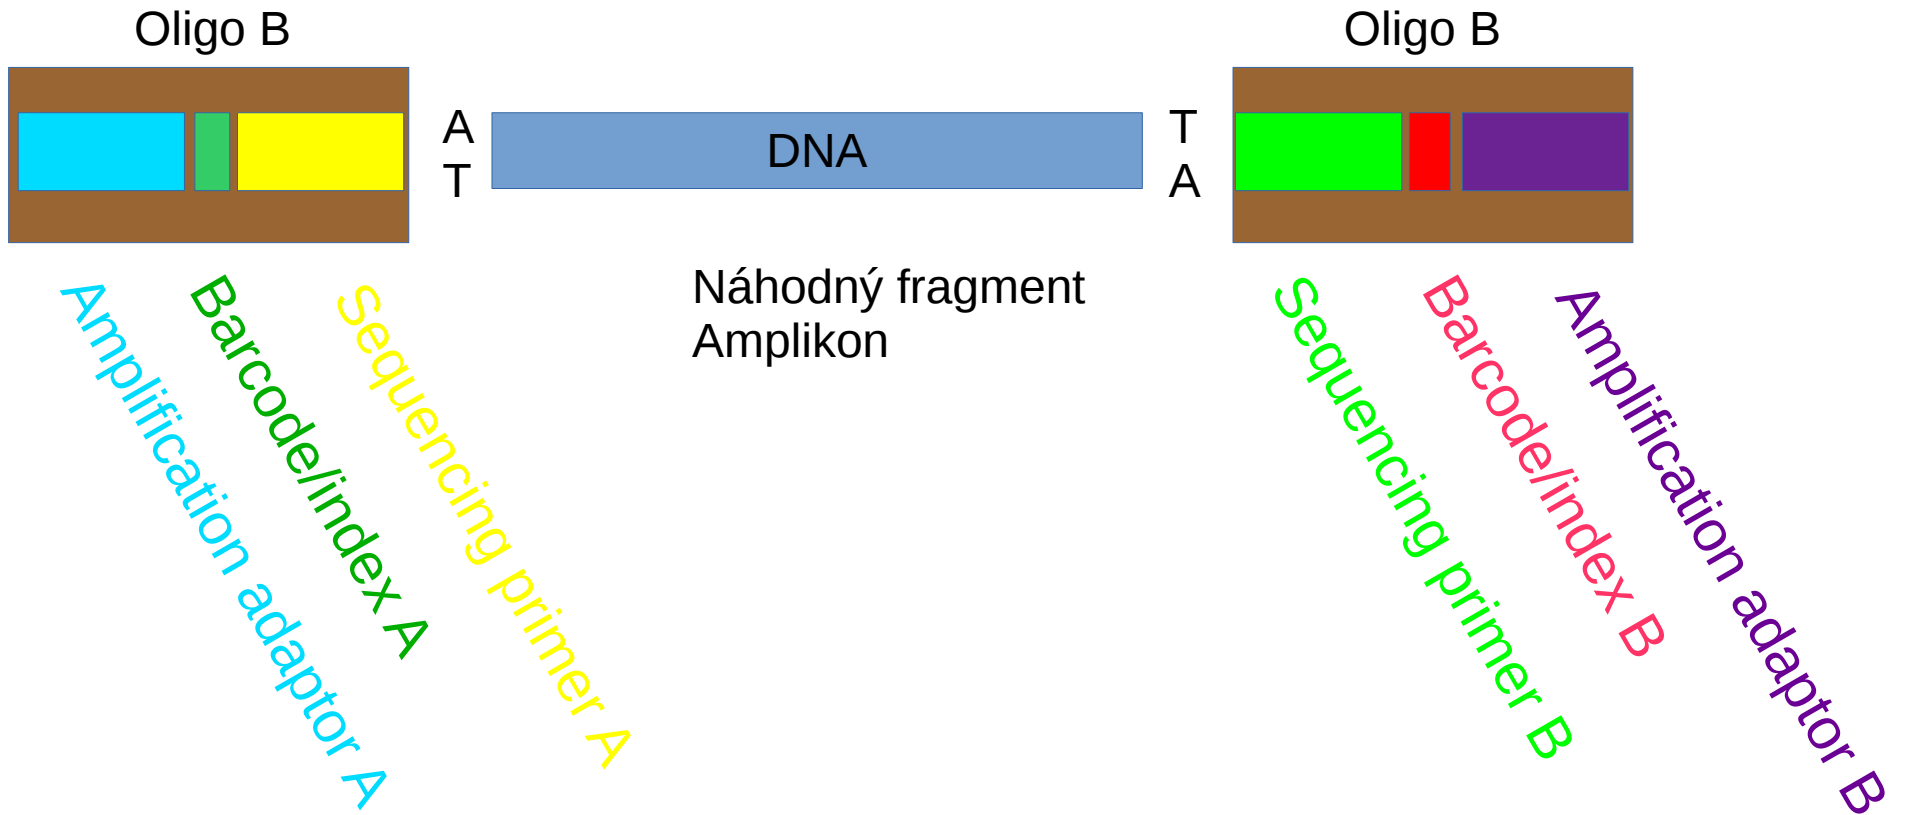 Oligo B
Oligo B
A
T
DNA
T
A
Náhodný fragment
Amplikon
Amplification adaptor A
Barcode/index A
Sequencing primer A
Sequencing primer B
Barcode/index B
Amplification adaptor B